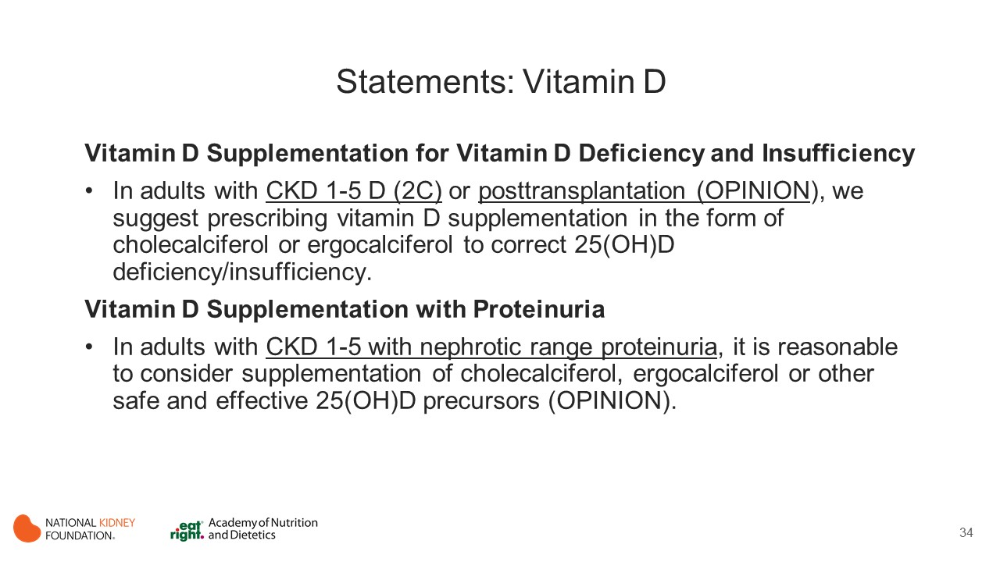 Statements: Vitamin D
Vitamin D Supplementation for Vitamin D Deficiency and Insufficiency
• In adults with CKD 1-5 D (2C) or posttransplantation (OPINION), we
suggest prescribing vitamin D supplementation in the form of
cholecalciferol or ergocalciferol to correct 25(OH)D
deficiency/insufficiency.
Vitamin D Supplementation with Proteinuria
• In adults with CKD 1-5 with nephrotic range proteinuria, it is reasonable
to consider supplementation of cholecalciferol, ergocalciferol or other
safe and effective 25(OH)D precursors (OPINION).
NATIONAL KIDNEY
FOUNDATION®
eat
right.
Academy of Nutrition
and Dietetics
34